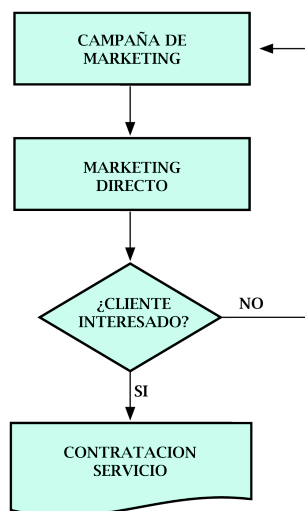 CAMPAÑA DE
MARKETING
MARKETING
DIRECTO
¿CLIENTE
INTERESADO?
NO
SI
CONTRATACION
SERVICIO